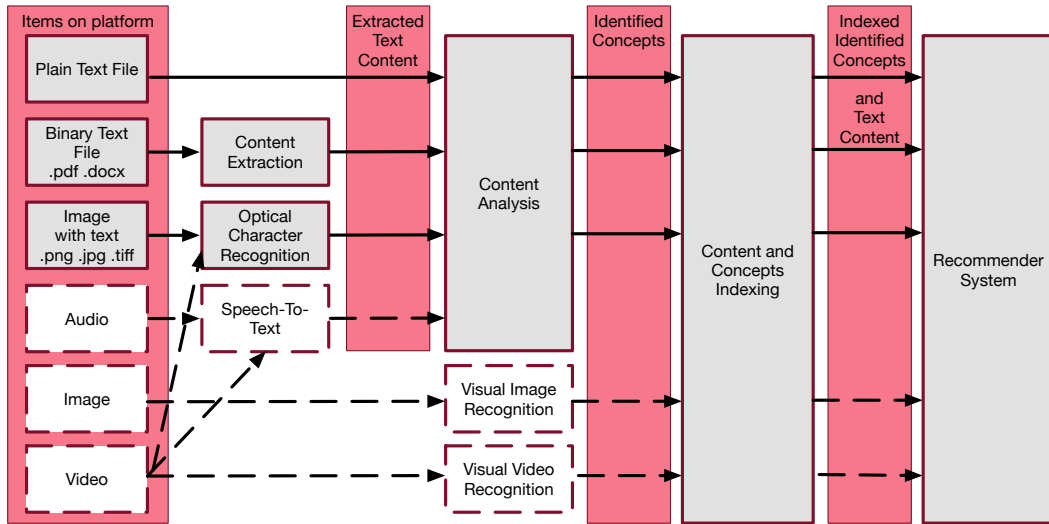 Items on platform
Plain Text File
Binary Text
File
.pdf .docx
Image
with text
.png .jpg .tiff
Audio
Image
Video
Content
Extraction
Optical
Character
Recognition
Speech-To-
Text
Extracted
Text
Content
Content
Analysis
Visual Image
Recognition
Visual Video
Recognition
Identified
Concepts
Content and
Concepts
Indexing
Indexed
Identified
Concepts
and
Text
Content
Recommender
System